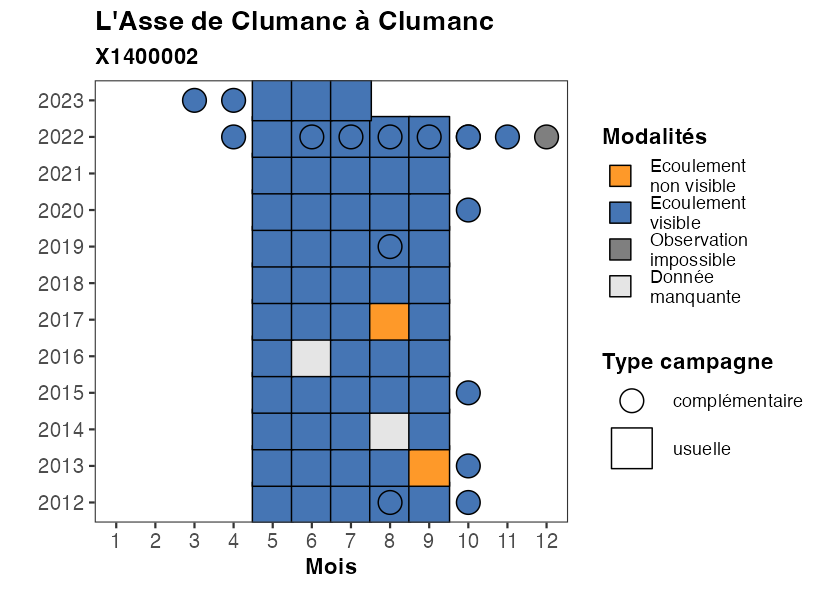 L'Asse de Clumanc à Clumanc
X1400002
2023
2022
2021
2020
2019
2018
2017
2016
2015
2014
2013
2012
1 2 3 4 5 6 7 8 9 10 11 12
Mois
Modalités
Ecoulement
non visible
Ecoulement
visible
Observation
impossible
Donnée
manquante
Type campagne
complémentaire
usuelle